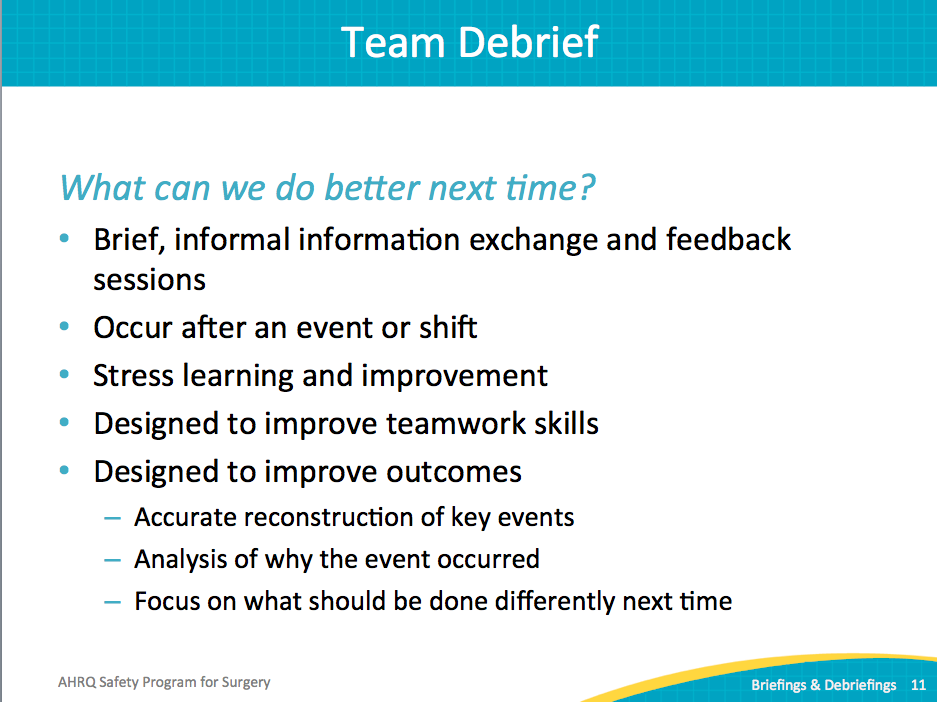 Team Debrief
What can we do better next time?
• Brief, informal information exchange and feedback
sessions
• Occur after an event or shift
• Stress learning and improvement
• Designed to improve teamwork skills
• Designed to improve outcomes
– Accurate reconstruction of key events
– Analysis of why the event occurred
– Focus on what should be done differently next time
AHRQ Safety Program for Surgery
Briefings & Debriefings 11